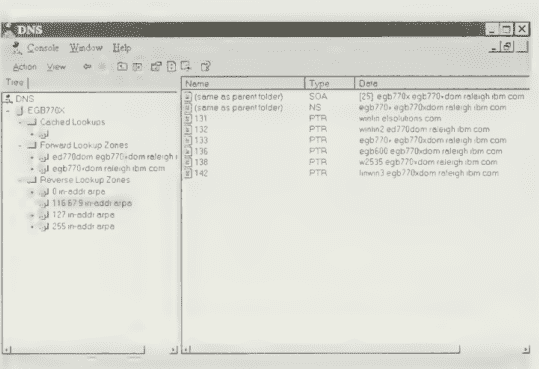 DNS
Console Window Help
Action View
Tree
DNS
EGB770X
Cached Lookups
Forward Lookup Zones
ed770dom egb770xdom raleigh i
egb770xdom raleigh ibm com
Reverse Lookup Zones
0 in-addr arpa
116 67 9 in-addr arpa
127 in-addr arpa
255 in-addr arpa
Name Type Data
(same as parent folder) SOA [25] egb770x egb770xdom raleigh ibm com
(same as parent folder) NS egb770x egb770xdom raleigh ibm com
131 PTR winlin elsolutions com
132 PTR winlin2 ed770dom raleigh ibm com
133 PTR egb770x egb770xdom raleigh ibm com
136 PTR egb600 egb770xdom raleigh ibm com
138 PTR w2535 egb770xdom raleigh ibm com
142 PTR linwin3 egb770xdom raleigh ibm com